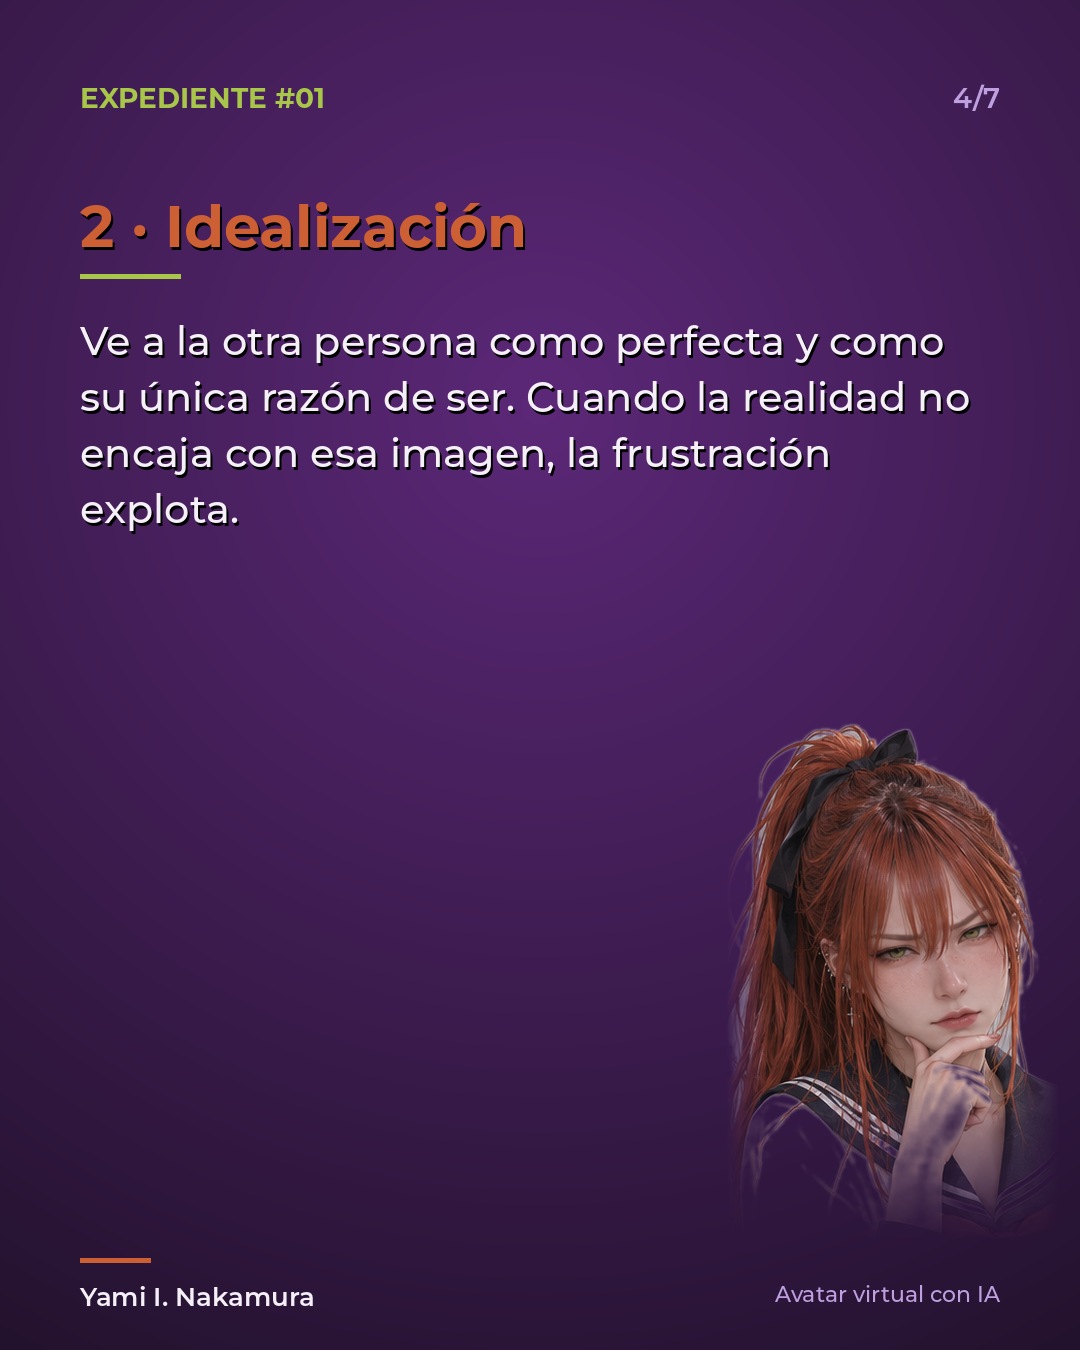 EXPEDIENTE #01
4/7
2 · Idealización
Ve a la otra persona como perfecta y como
su única razón de ser. Cuando la realidad no
encaja con esa imagen, la frustración
explota.
Yami I. Nakamura
Avatar virtual con IA